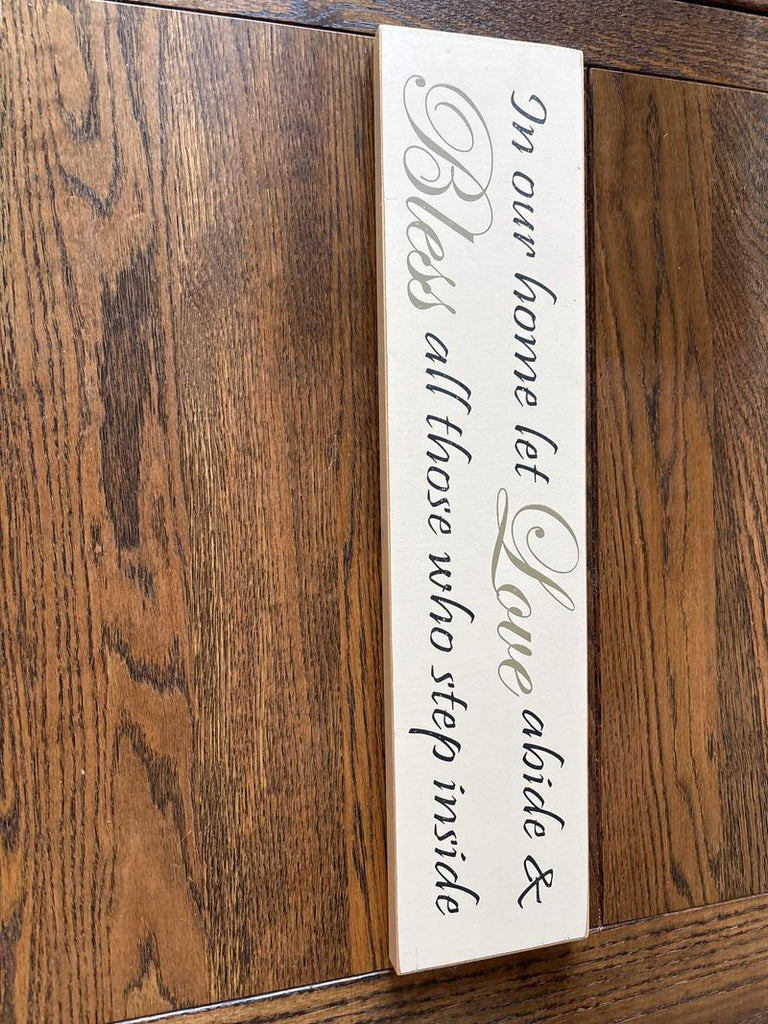 In our home let Love abide &
Bless all those who step inside